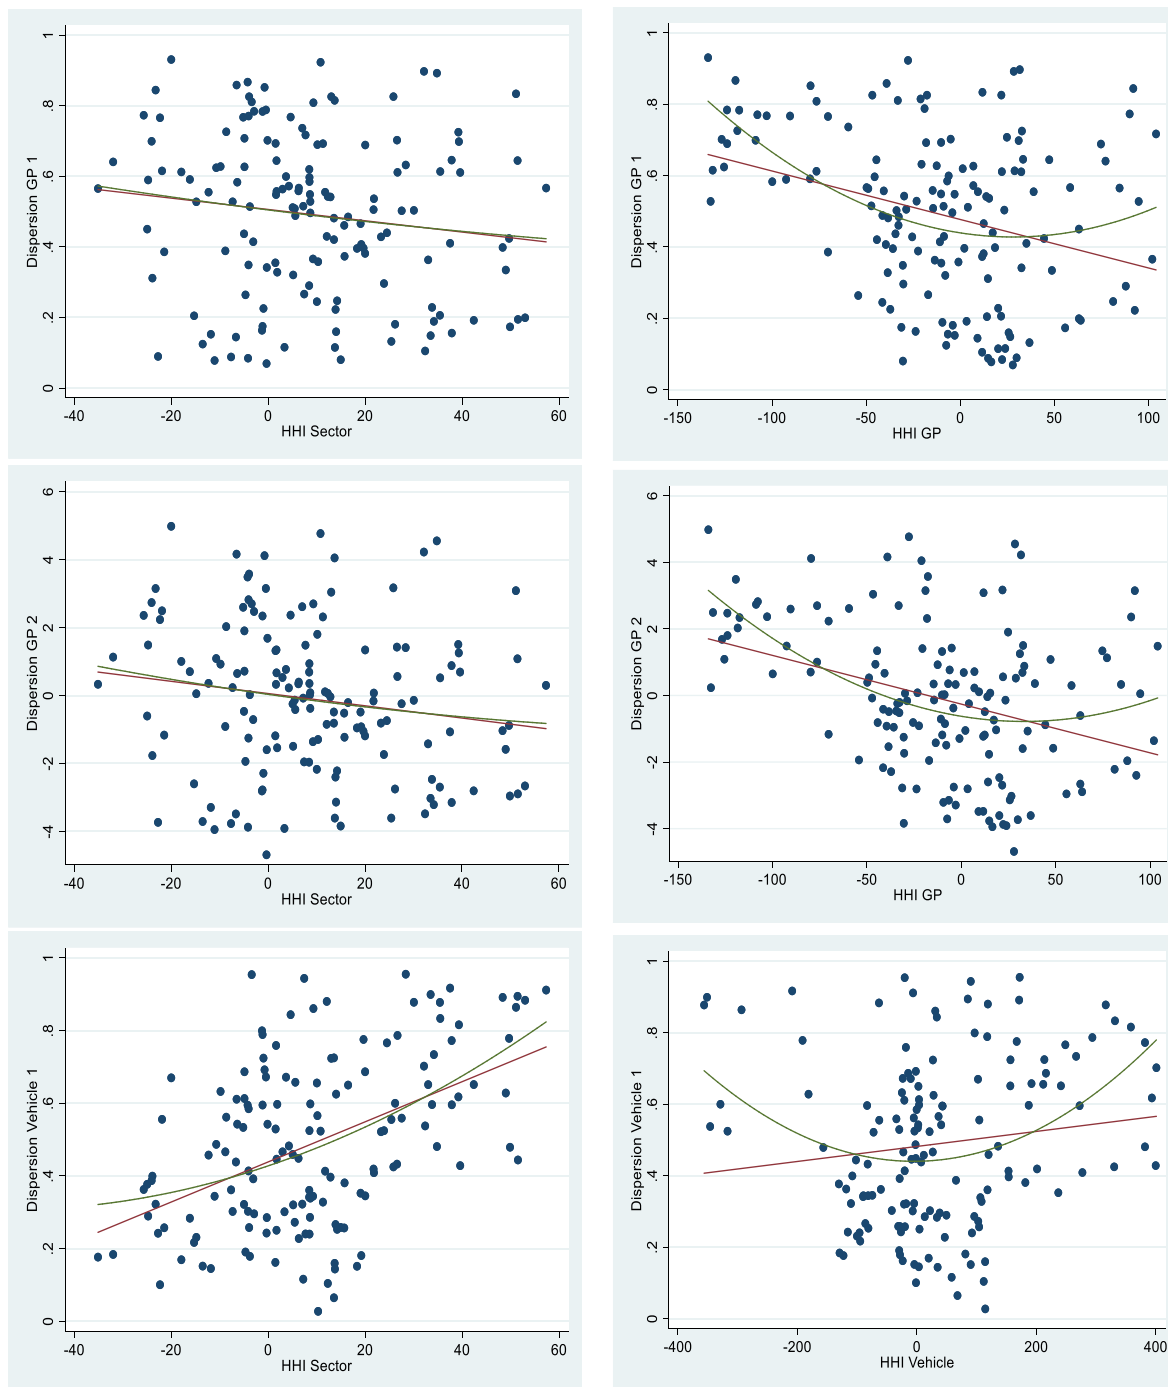 Dispersion GP 1
0 .2 .4 .6 .8 1
-40 -20 0 20 40 60
HHI Sector
Dispersion GP 1
0 .2 .4 .6 .8 1
-150 -100 -50 0 50 100
HHI GP
Dispersion GP 2
-4 -2 0 2 4 6
-40 -20 0 20 40 60
HHI Sector
Dispersion GP 2
-4 -2 0 2 4 6
-150 -100 -50 0 50 100
HHI GP
Dispersion Vehicle 1
0 .2 .4 .6 .8 1
-40 -20 0 20 40 60
HHI Sector
Dispersion Vehicle 1
0 .2 .4 .6 .8 1
-400 -200 0 200 400
HHI Vehicle